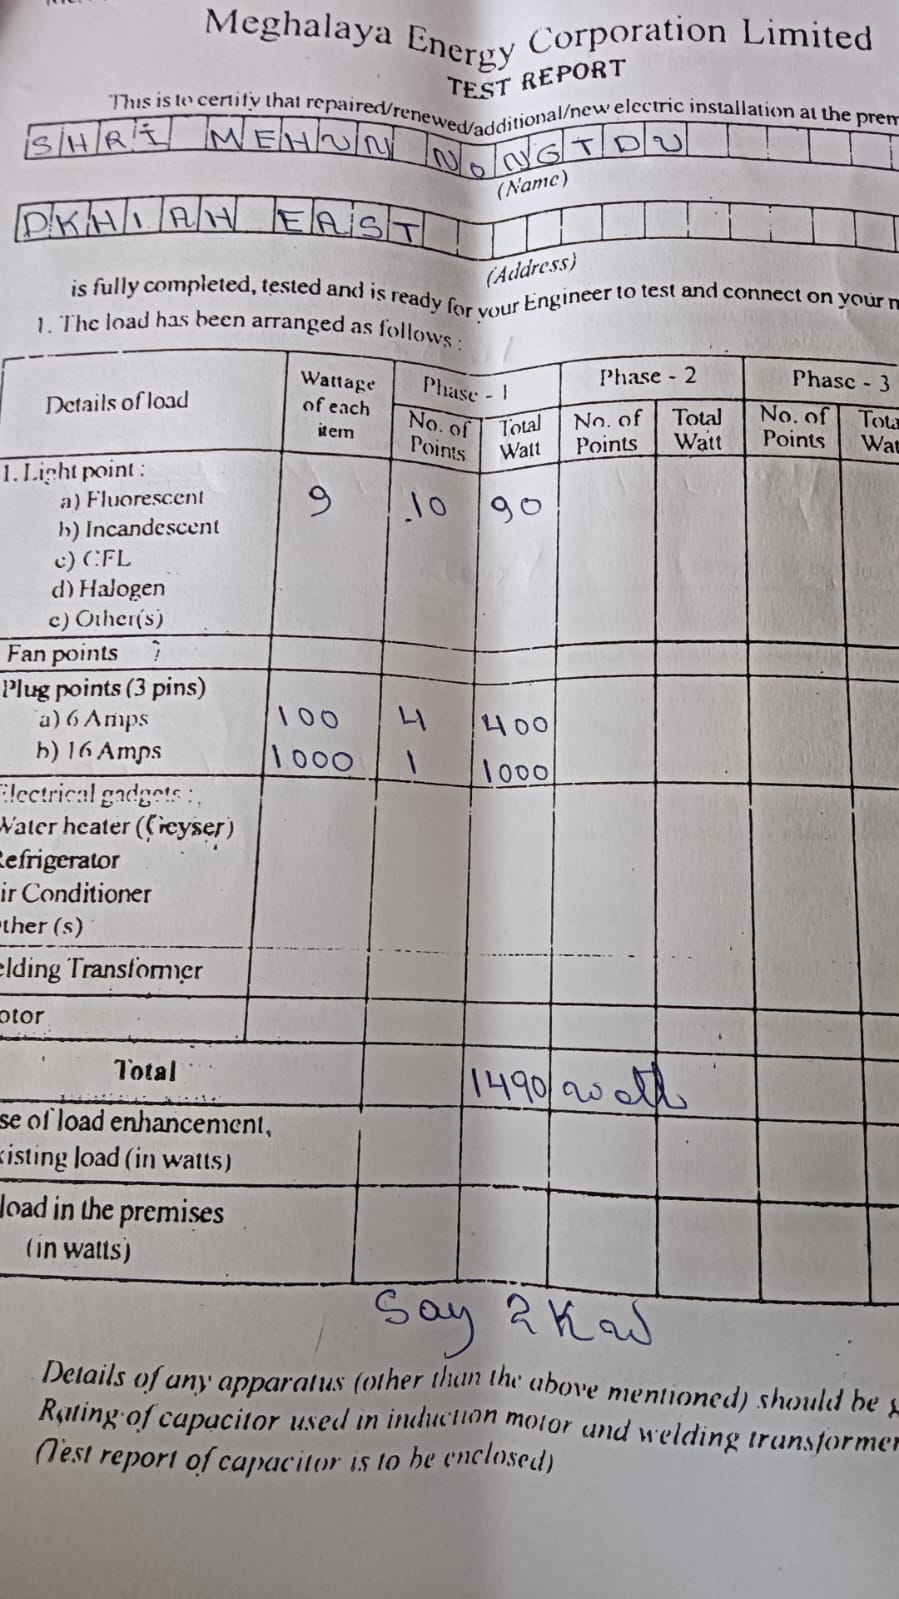 Meghalaya Energy Corporation Limited
TEST REPORT
This is to certify that repaired/renewed/additional/new electric installation at the prem
SHRI MEHUN NONGTDU
(Name)
DKHIAH EAST
(Address)
is fully completed, tested and is ready for your Engineer to test and connect on your m
1. The load has been arranged as follows :
Details of load Wattage of each item Phase - 1 Phase - 2 Phase - 3
No. of Points Total Watt No. of Points Total Watt No. of Points Tota Wat
1. Light point :
a) Fluorescent 9 10 90
b) Incandescent
c) CFL
d) Halogen
e) Other(s)
Fan points
Plug points (3 pins)
a) 6 Amps 100 4 400
b) 16 Amps 1000 1 1000
Electrical gadgets :
Water heater (Geyser)
Refrigerator
ir Conditioner
ther (s)
elding Transformer
otor
Total 1490 watt
se of load enhancement,
xisting load (in watts)
load in the premises
(in watts)
Say 2 Kw
Details of any apparatus (other than the above mentioned) should be
Rating of capacitor used in induction motor and welding transformer
(Test report of capacitor is to be enclosed)